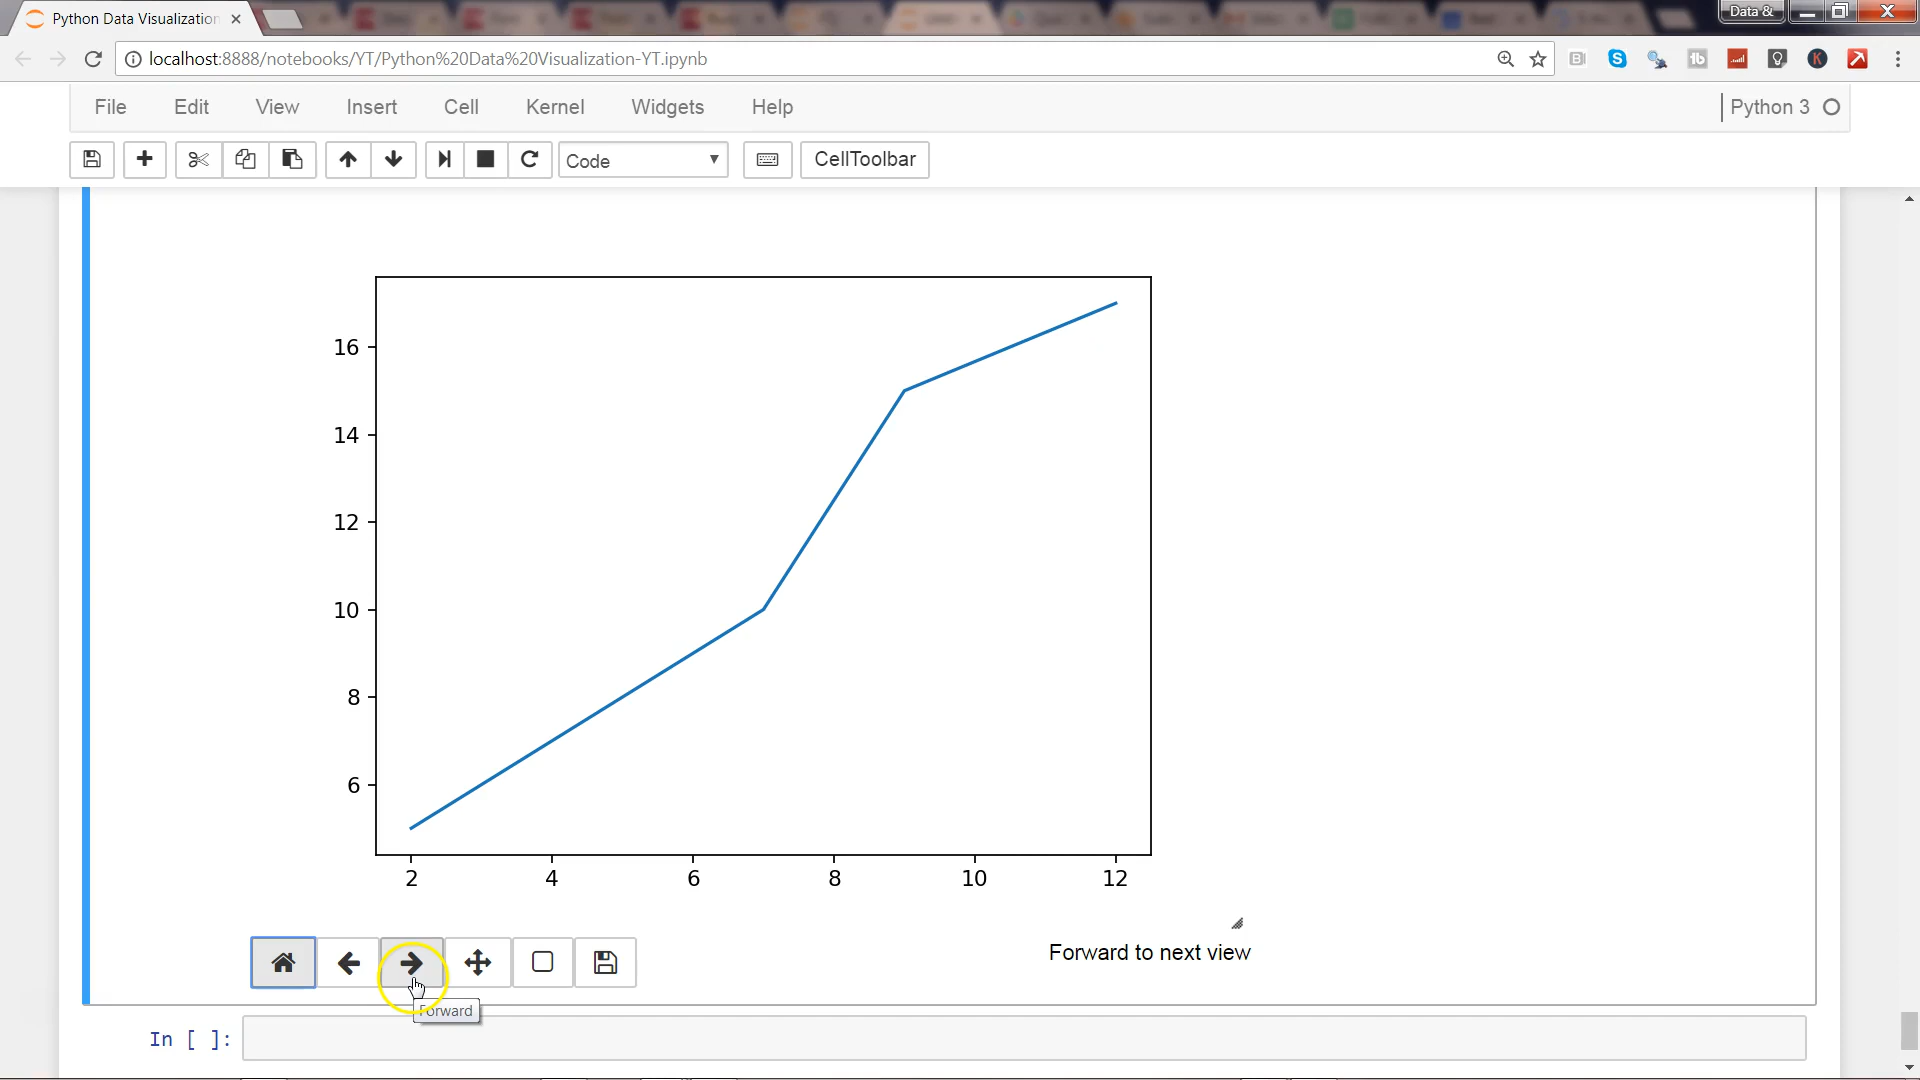 Python Data Visualization
Data &
localhost:8888/notebooks/YT/Python%20Data%20Visualization-YT.ipynb
File Edit View Insert Cell Kernel Widgets Help Python 3
Code CellToolbar
16
14
12
10
8
6
2 4 6 8 10 12
Forward to next view
Forward
In [ ]: